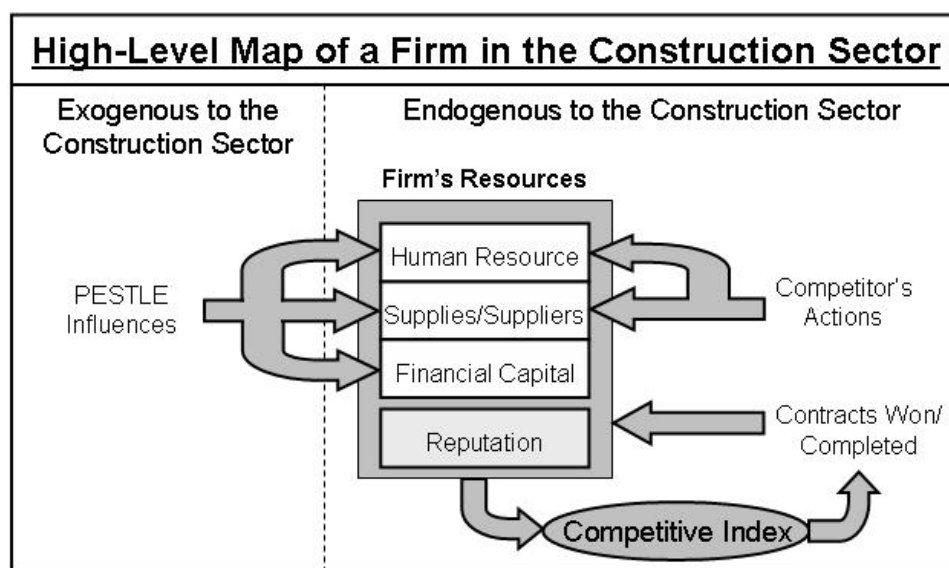 High-Level Map of a Firm in the Construction Sector
Exogenous to the
Construction Sector
Endogenous to the Construction Sector
Firm's Resources
Human Resource
Supplies/Suppliers
Financial Capital
Reputation
PESTLE
Influences
Competitor's
Actions
Contracts Won/
Completed
Competitive Index